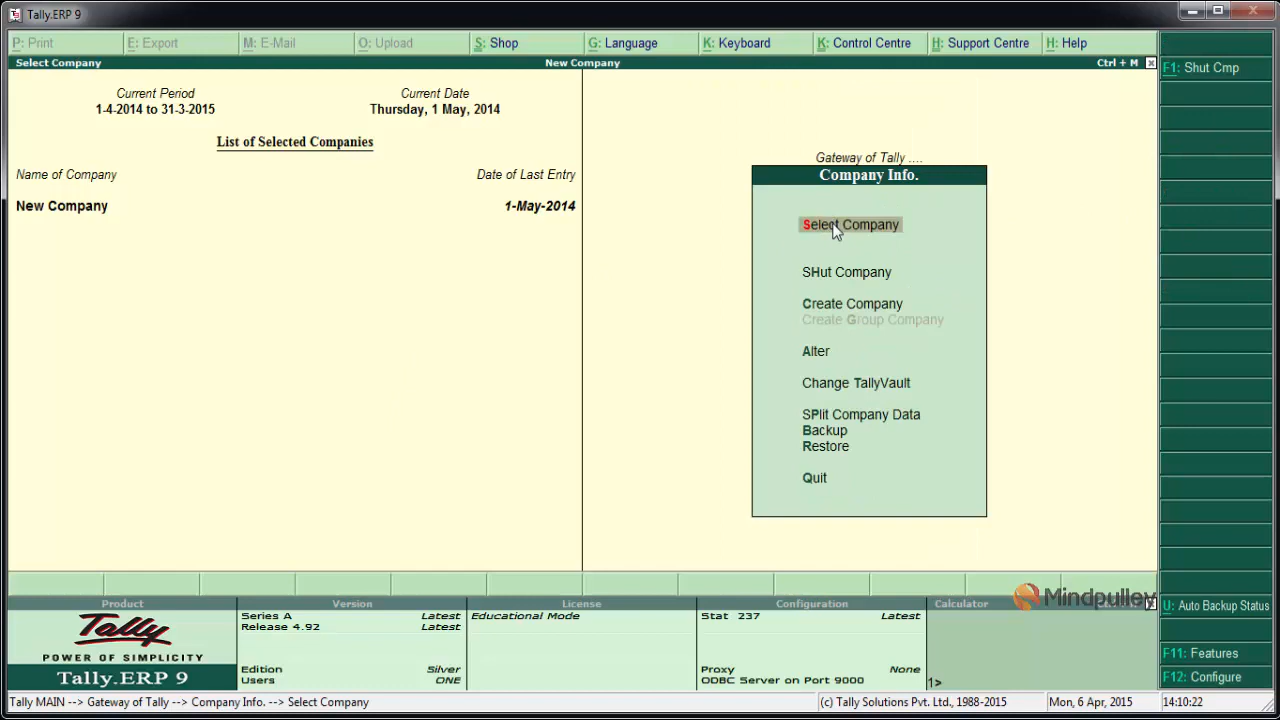 Tally.ERP 9
P: Print
E: Export
M: E-Mail
O: Upload
S: Shop
G: Language
K: Keyboard
K: Control Centre
H: Support Centre
H: Help
Select Company
New Company
Ctrl + M
F1: Shut Cmp
Current Period
Current Date
1-4-2014 to 31-3-2015
Thursday, 1 May, 2014
List of Selected Companies
Name of Company
Date of Last Entry
New Company
1-May-2014
Gateway of Tally ....
Company Info.
Select Company
SHut Company
Create Company
Create Group Company
Alter
Change TallyVault
SPlit Company Data
Backup
Restore
Quit
Mindpulley
U: Auto Backup Status
F11: Features
F12: Configure
Product
Version
License
Configuration
Calculator
Tally
POWER OF SIMPLICITY
Tally.ERP 9
Series A Latest
Release 4.92 Latest
Edition Silver
Users ONE
Educational Mode
Stat 237 Latest
Proxy None
ODBC Server on Port 9000
1>
Tally MAIN --> Gateway of Tally --> Company Info. --> Select Company
(c) Tally Solutions Pvt. Ltd., 1988-2015
Mon, 6 Apr, 2015
14:10:22